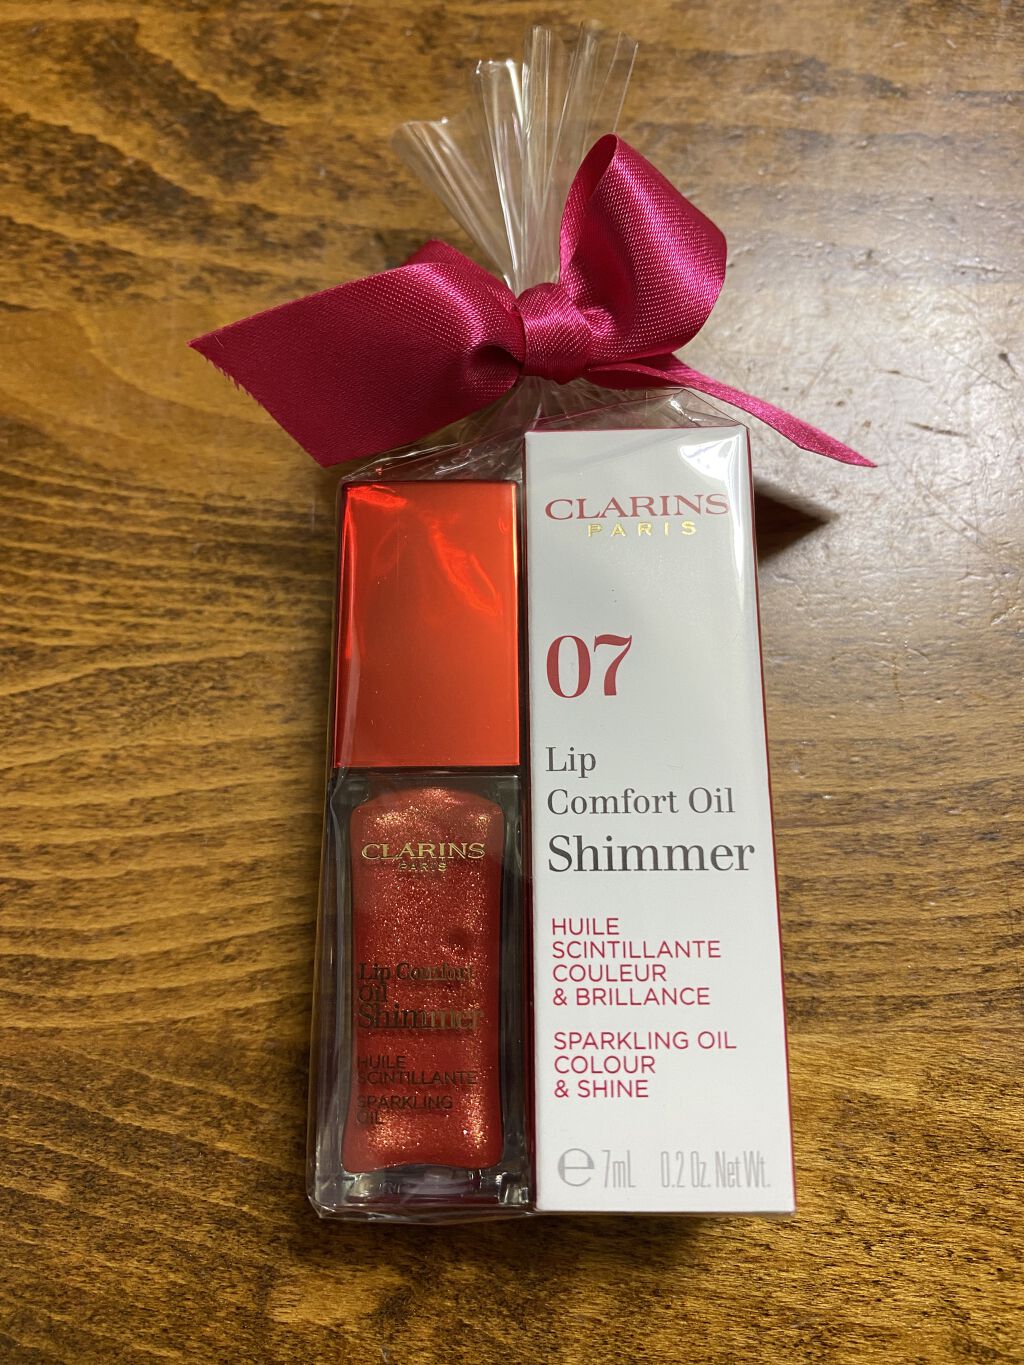 CLARINS
PARIS
Lip Comfort
Oil
Shimmer
HUILE
SCINTILLANTE
SPARKLING
OIL
CLARINS
PARIS
07
Lip
Comfort Oil
Shimmer
HUILE
SCINTILLANTE
COULEUR
& BRILLANCE
SPARKLING OIL
COLOUR
& SHINE
℮ 7mL 0.2 Oz. Net Wt.